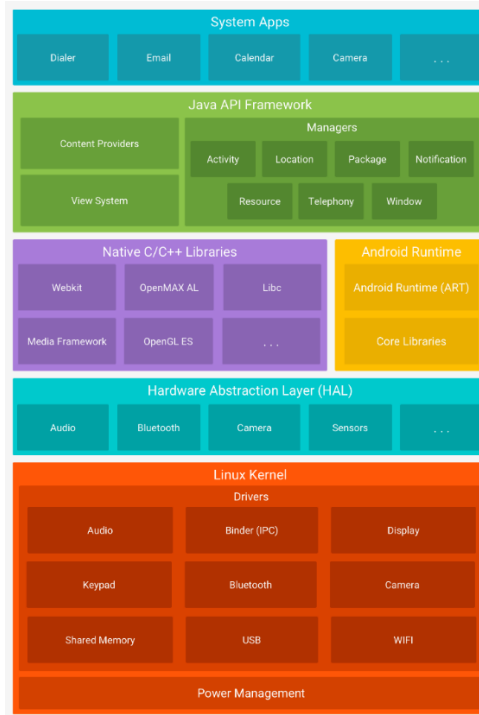 System Apps
Dialer
Email
Calendar
Camera
. . .
Java API Framework
Content Providers
View System
Managers
Activity
Location
Package
Notification
Resource
Telephony
Window
Native C/C++ Libraries
Webkit
OpenMAX AL
Libc
Media Framework
OpenGL ES
. . .
Android Runtime
Android Runtime (ART)
Core Libraries
Hardware Abstraction Layer (HAL)
Audio
Bluetooth
Camera
Sensors
. . .
Linux Kernel
Drivers
Audio
Binder (IPC)
Display
Keypad
Bluetooth
Camera
Shared Memory
USB
WIFI
Power Management